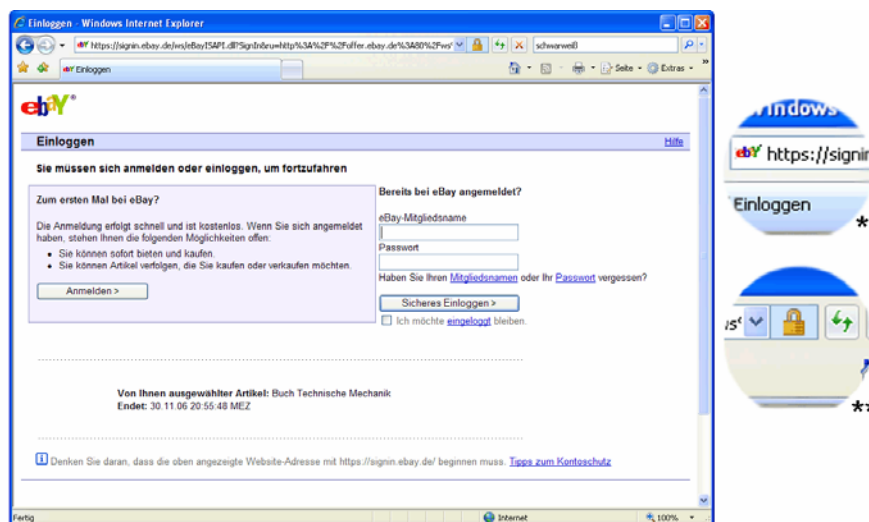 Einloggen - Windows Internet Explorer
https://signin.ebay.de/ws/eBayISAPI.dll?SignIn&ru=http%3A%2F%2Foffer.ebay.de%3A80%2Fws
schwarweiß
Einloggen
Seite
Extras
ebaY
Einloggen
Hilfe
Sie müssen sich anmelden oder einloggen, um fortzufahren
Zum ersten Mal bei eBay?
Die Anmeldung erfolgt schnell und ist kostenlos. Wenn Sie sich angemeldet
haben, stehen Ihnen die folgenden Möglichkeiten offen:
• Sie können sofort bieten und kaufen.
• Sie können Artikel verfolgen, die Sie kaufen oder verkaufen möchten.
Anmelden >
Bereits bei eBay angemeldet?
eBay-Mitgliedsname
Passwort
Haben Sie Ihren Mitgliedsnamen oder Ihr Passwort vergessen?
Sicheres Einloggen >
Ich möchte eingeloggt bleiben.
Von Ihnen ausgewählter Artikel: Buch Technische Mechanik
Endet: 30.11.06 20:55:48 MEZ
Denken Sie daran, dass die oben angezeigte Website-Adresse mit https://signin.ebay.de/ beginnen muss. Tipps zum Kontoschutz
Fertig
Internet
100%
Windows
ebY https://signin
Einloggen
*
**